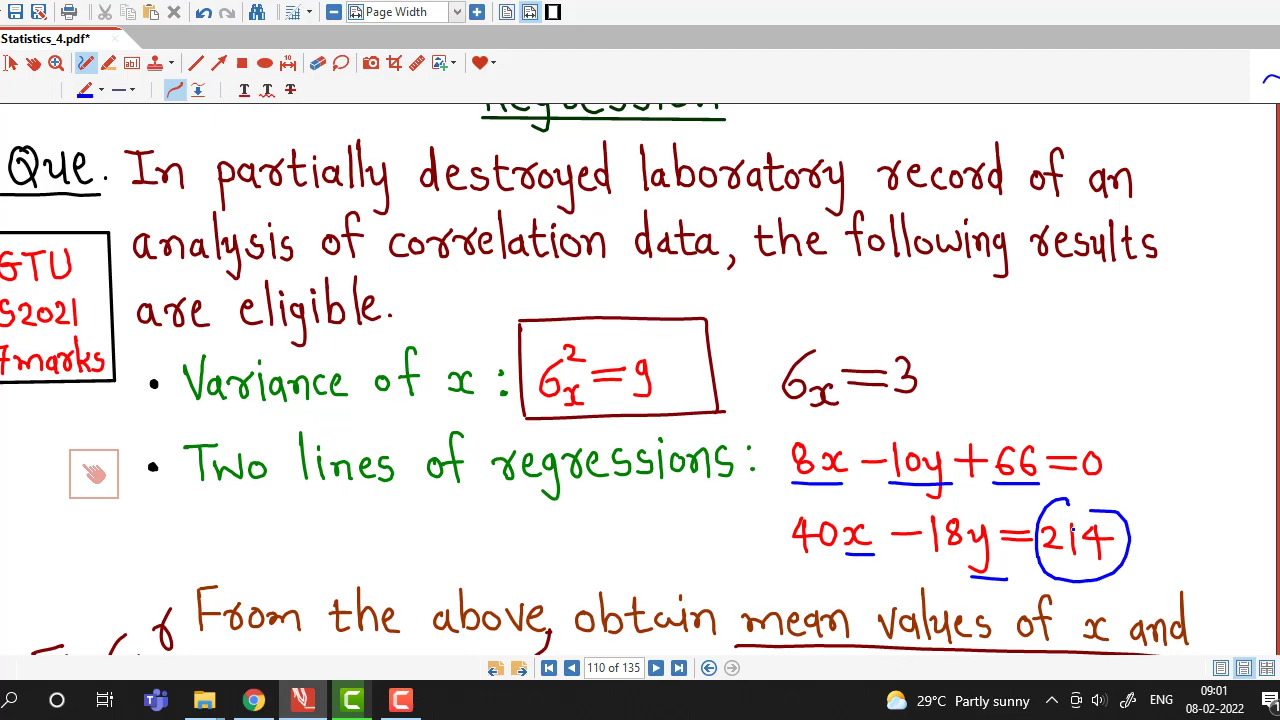 Page Width
Statistics_4.pdf*
Regression
Que. In partially destroyed laboratory record of an
analysis of correlation data, the following results
are eligible.
GTU
S2021
7marks
• Variance of x : 6x² = 9 6x = 3
• Two lines of regressions: 8x - 10y + 66 = 0
40x - 18y = 214
From the above, obtain mean values of x and
110 of 135
29°C Partly sunny
ENG
09:01
08-02-2022